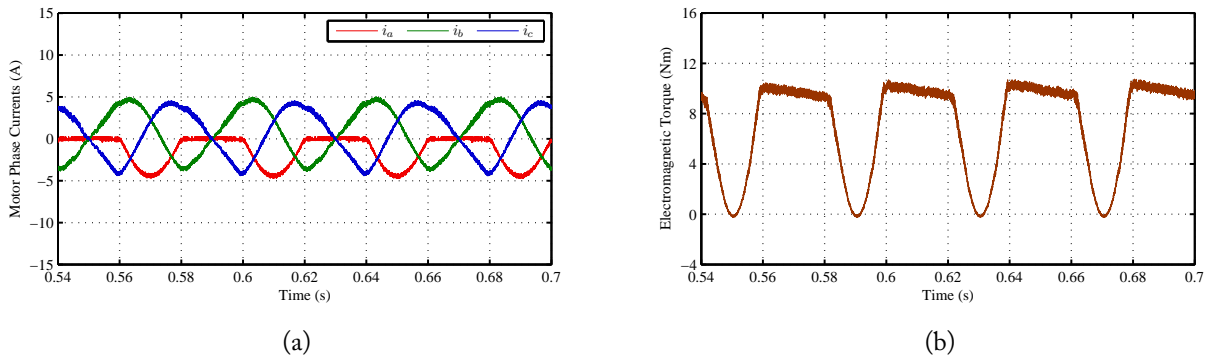 15
10
5
0
−5
−10
−15
Motor Phase Currents (A)
i_a i_b i_c
0.54 0.56 0.58 0.6 0.62 0.64 0.66 0.68 0.7
Time (s)
(a)
16
12
8
4
0
−4
Electromagnetic Torque (Nm)
0.54 0.56 0.58 0.6 0.62 0.64 0.66 0.68 0.7
Time (s)
(b)